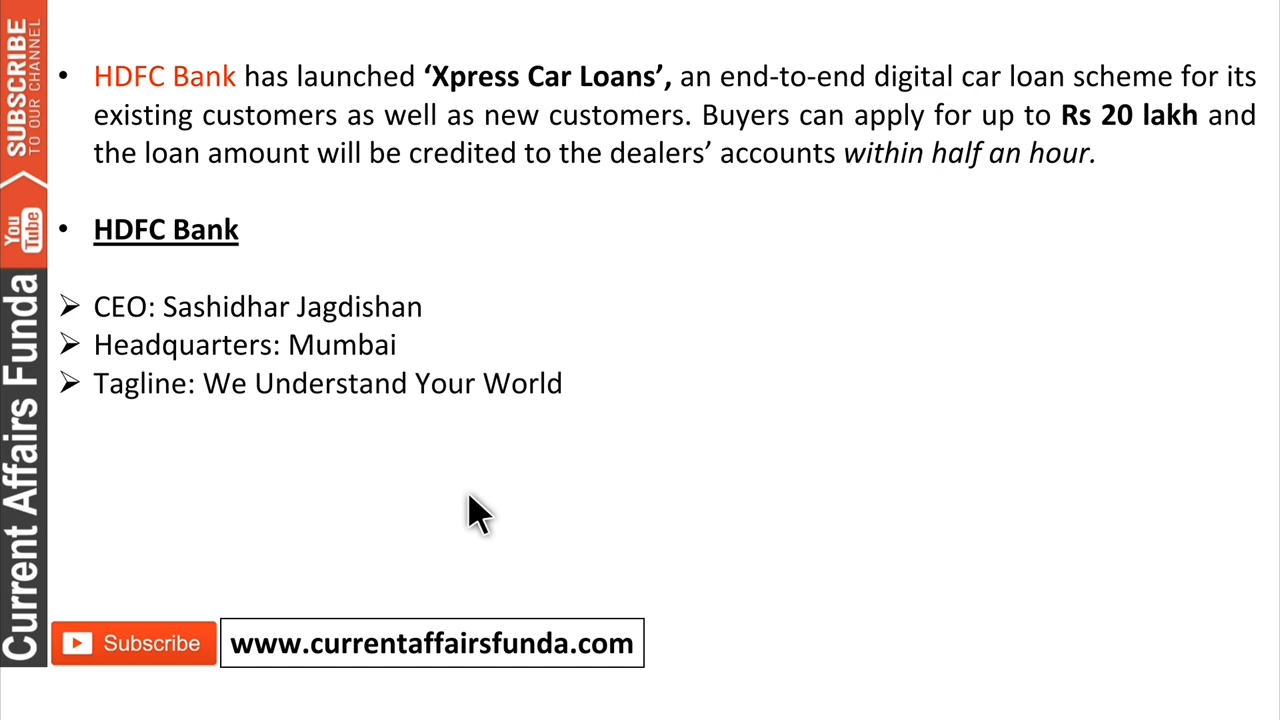 SUBSCRIBE
TO OUR CHANNEL
You
Tube
Current Affairs Funda
• HDFC Bank has launched ‘Xpress Car Loans’, an end-to-end digital car loan scheme for its
existing customers as well as new customers. Buyers can apply for up to Rs 20 lakh and
the loan amount will be credited to the dealers’ accounts within half an hour.
• HDFC Bank
➢ CEO: Sashidhar Jagdishan
➢ Headquarters: Mumbai
➢ Tagline: We Understand Your World
Subscribe
www.currentaffairsfunda.com